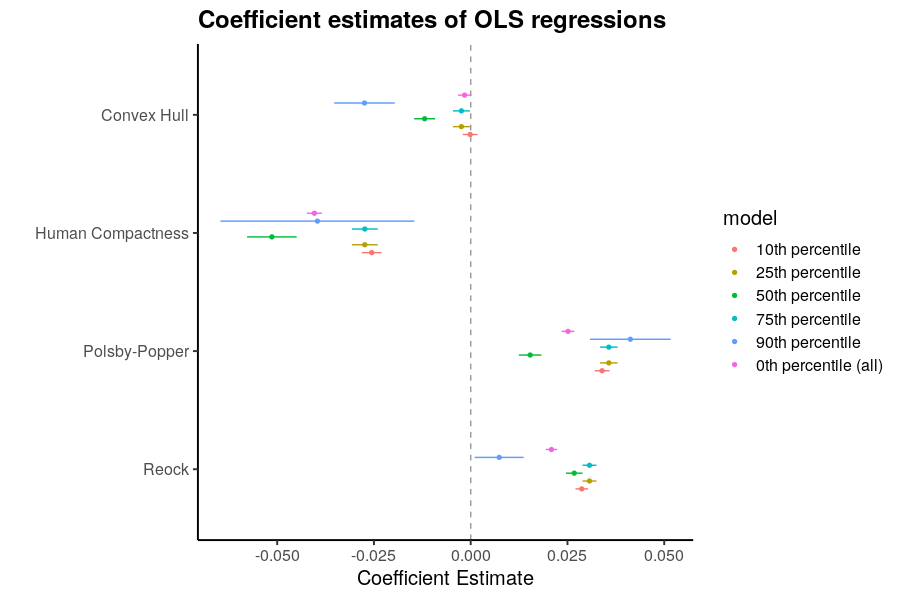 Coefficient estimates of OLS regressions
Convex Hull
Human Compactness
Polsby-Popper
Reock
-0.050
-0.025
0.000
0.025
0.050
Coefficient Estimate
model
10th percentile
25th percentile
50th percentile
75th percentile
90th percentile
0th percentile (all)